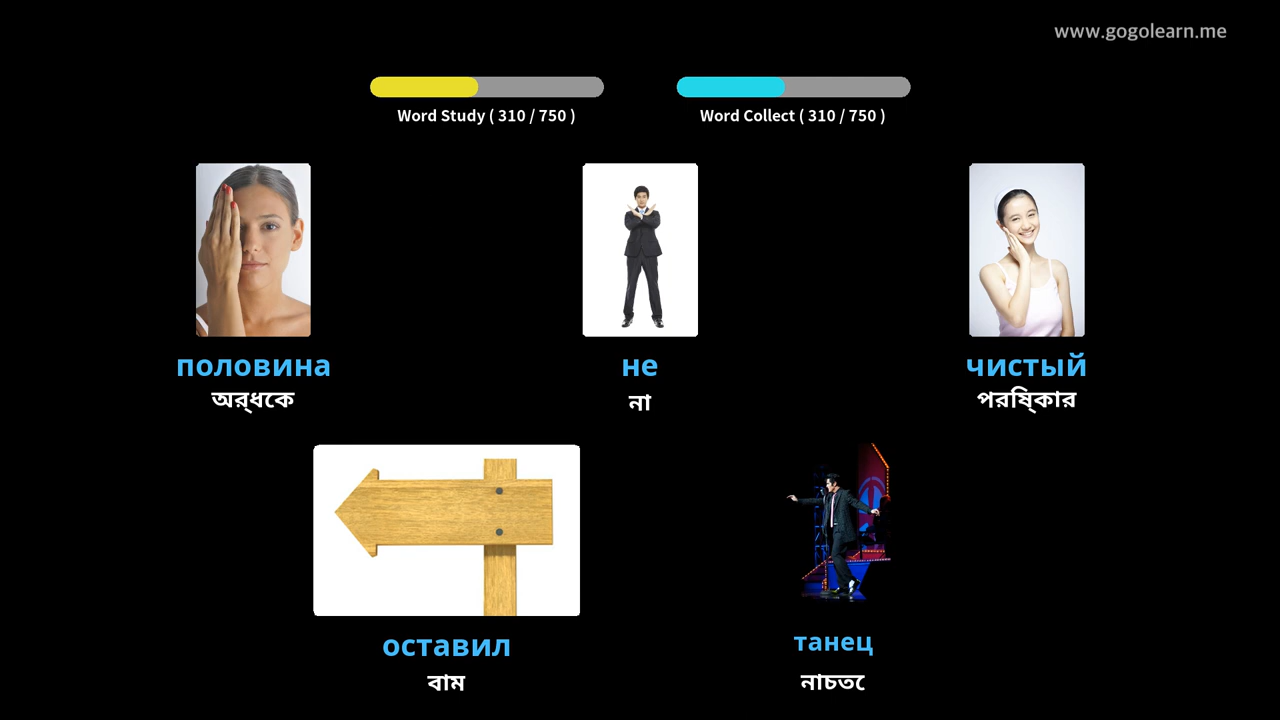 www.gogolearn.me
Word Study ( 310 / 750 )
Word Collect ( 310 / 750 )
половина
অর্ধকে
не
না
чистый
পরষ্কিার
оставил
বাম
танец
নাচতে